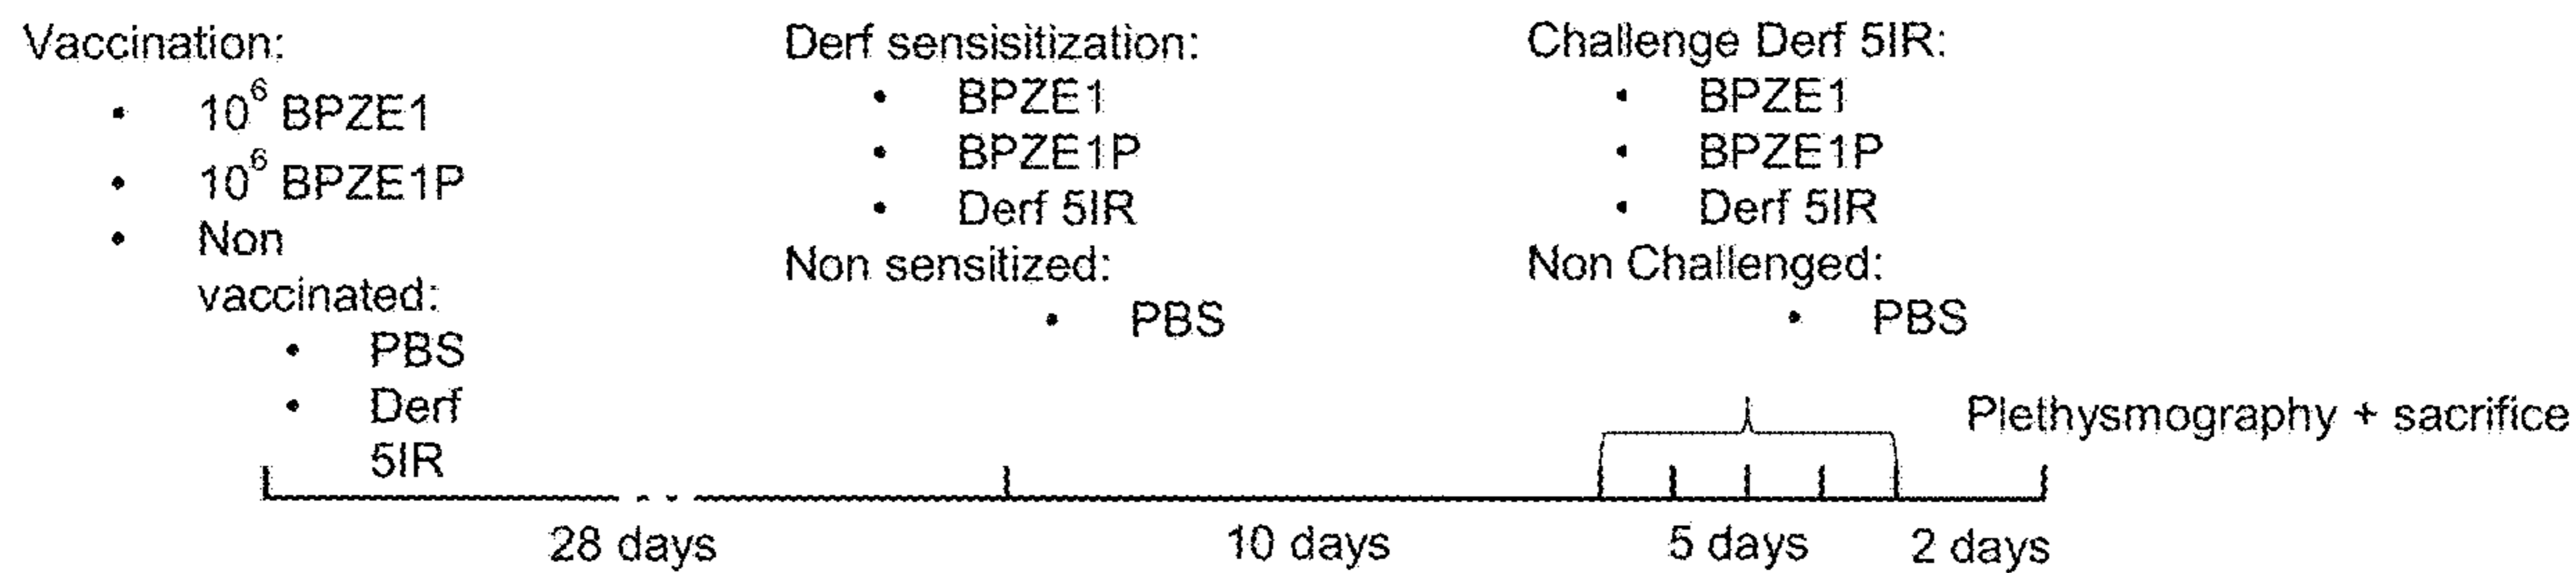 Vaccination:
• 10⁶ BPZE1
• 10⁶ BPZE1P
• Non
vaccinated:
• PBS
• Derf
5IR
Derf sensisitization:
• BPZE1
• BPZE1P
• Derf 5IR
Non sensitized:
• PBS
Challenge Derf 5IR:
• BPZE1
• BPZE1P
• Derf 5IR
Non Challenged:
• PBS
Plethysmography + sacrifice
28 days
10 days
5 days
2 days